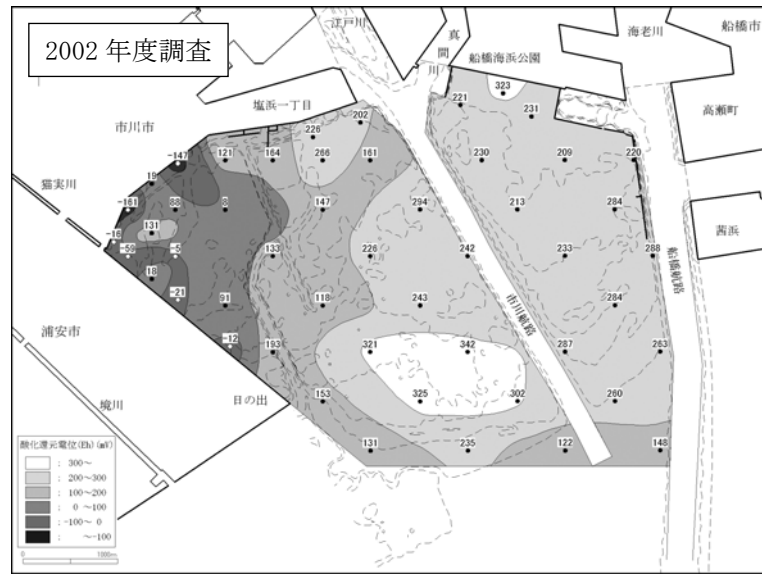 2002 年度調査
江戸川
真間川
船橋海浜公園
海老川
船橋市
高瀬町
塩浜一丁目
市川市
猫実川
茜浜
船橋航路
市川航路
浦安市
境川
日の出
323
221
231
202
226
-147
121
164
266
161
230
209
220
19
-161
88
8
147
294
213
284
131
-16
-59
-5
133
226
242
233
288
18
-21
91
118
243
284
-12
193
321
342
287
263
153
325
302
260
131
235
122
148
酸化還元電位(Eh)(mV)
: 300~
: 200~300
: 100~200
: 0 ~100
: -100~ 0
: ~-100
0 1000m